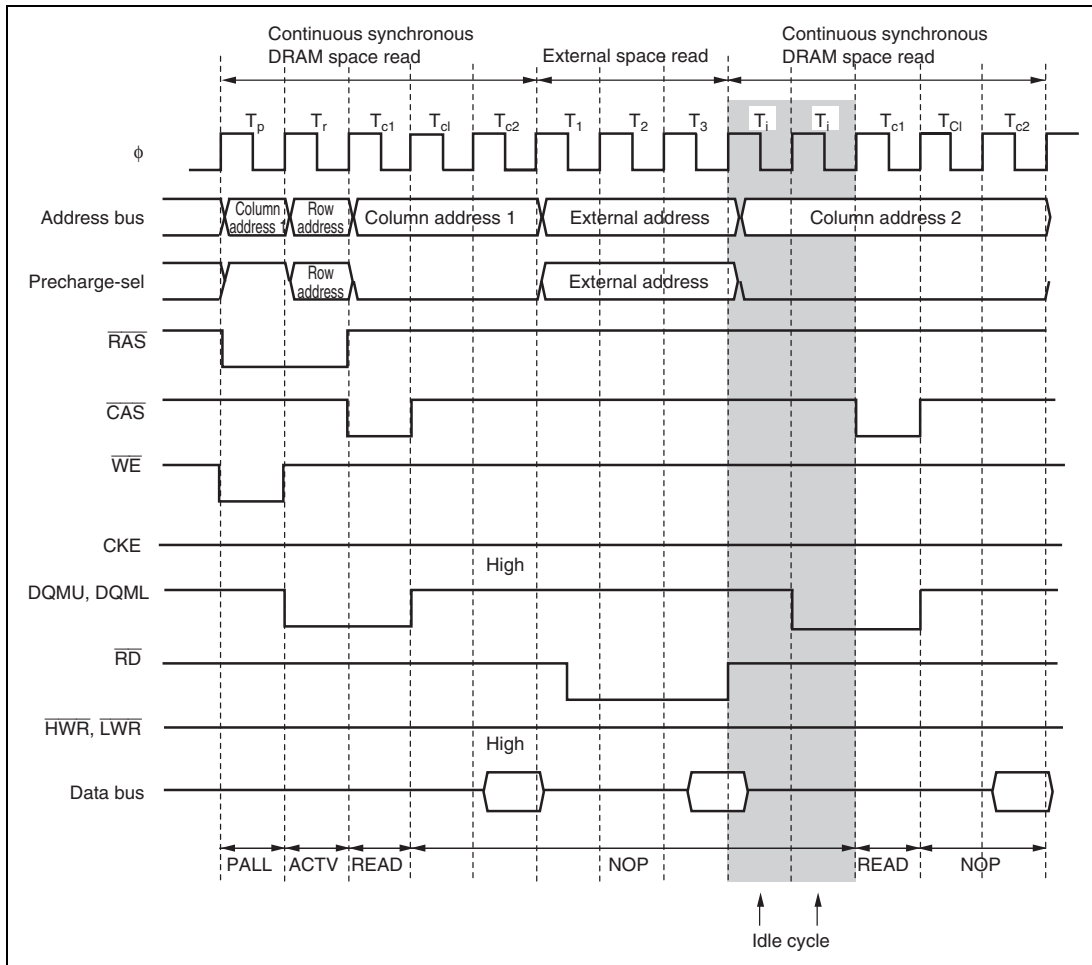 Continuous synchronous
DRAM space read
External space read
Continuous synchronous
DRAM space read
Tp Tr Tc1 Tcl Tc2 T1 T2 T3 Ti Ti Tc1 TCl Tc2
ϕ
Address bus
Column
address 1
Row
address
Column address 1
External address
Column address 2
Precharge-sel
Row
address
External address
RAS
CAS
WE
CKE
High
DQMU, DQML
RD
HWR, LWR
High
Data bus
PALL ACTV READ NOP READ NOP
Idle cycle